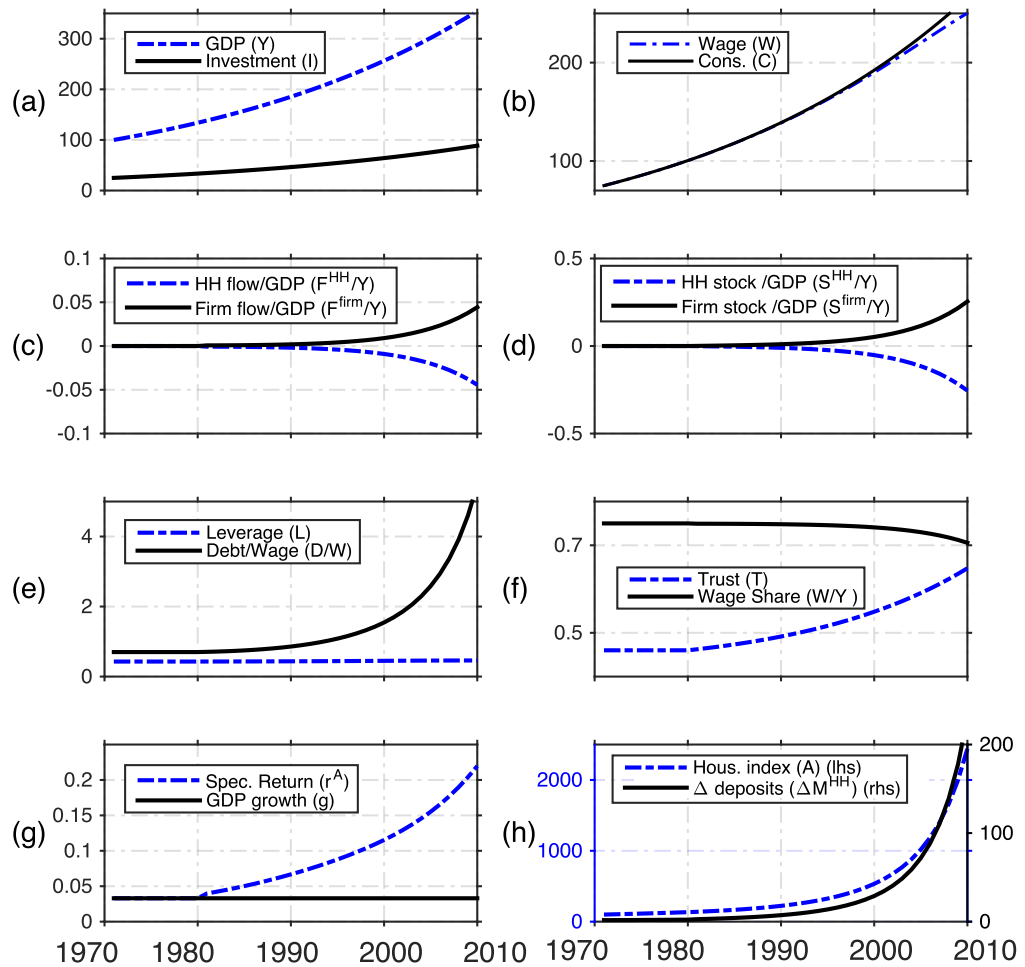 (a)
300
200
100
0
GDP (Y)
Investment (I)
(b)
200
100
Wage (W)
Cons. (C)
(c)
0.1
0.05
0
-0.05
-0.1
HH flow/GDP (F^HH/Y)
Firm flow/GDP (F^firm/Y)
(d)
0.5
0
-0.5
HH stock /GDP (S^HH/Y)
Firm stock /GDP (S^firm/Y)
(e)
4
2
0
Leverage (L)
Debt/Wage (D/W)
(f)
0.7
0.5
Trust (T)
Wage Share (W/Y )
(g)
0.2
0.15
0.1
0.05
0
Spec. Return (r^A)
GDP growth (g)
1970 1980 1990 2000 2010
(h)
2000
1000
0
Hous. index (A) (lhs)
Δ deposits (ΔM^HH) (rhs)
200
100
0
1970 1980 1990 2000 2010